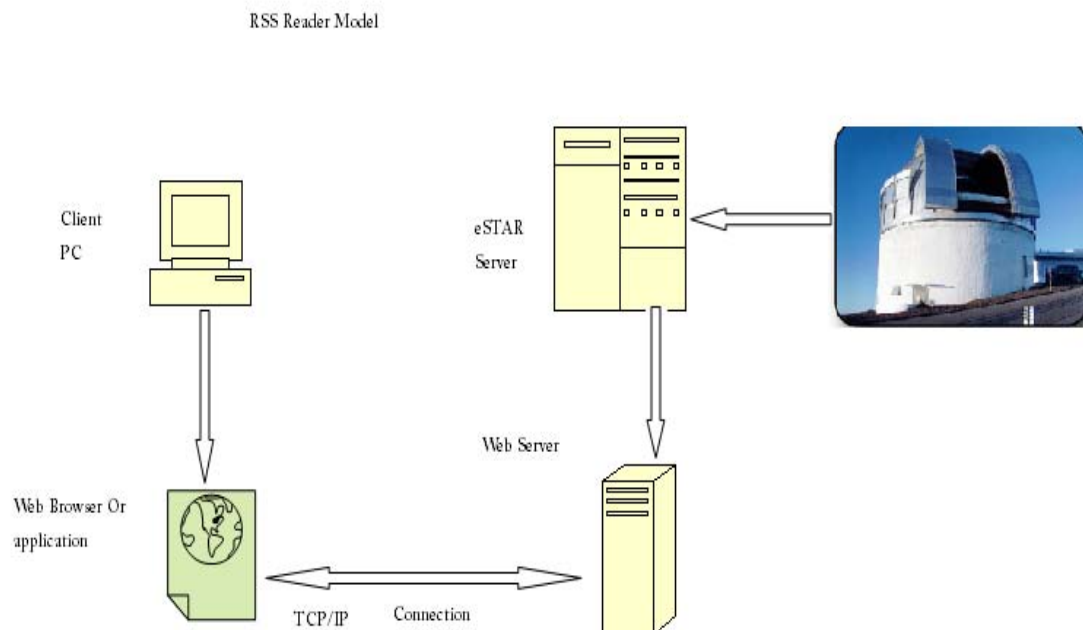 RSS Reader Model
Client
PC
eSTAR
Server
Web Server
Web Browser Or
application
TCP/IP
Connection